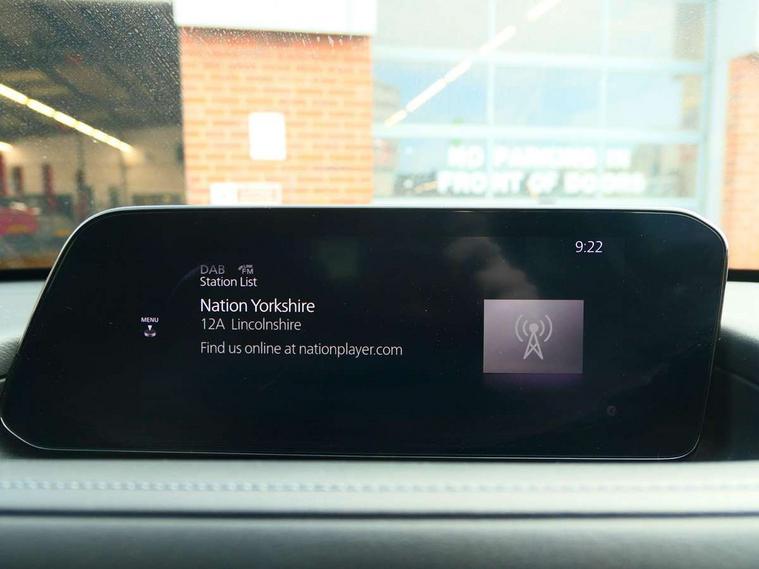 NO PARKING IN
FRONT OF DOORS
9:22
DAB FM
Station List
Nation Yorkshire
MENU
12A Lincolnshire
Find us online at nationplayer.com